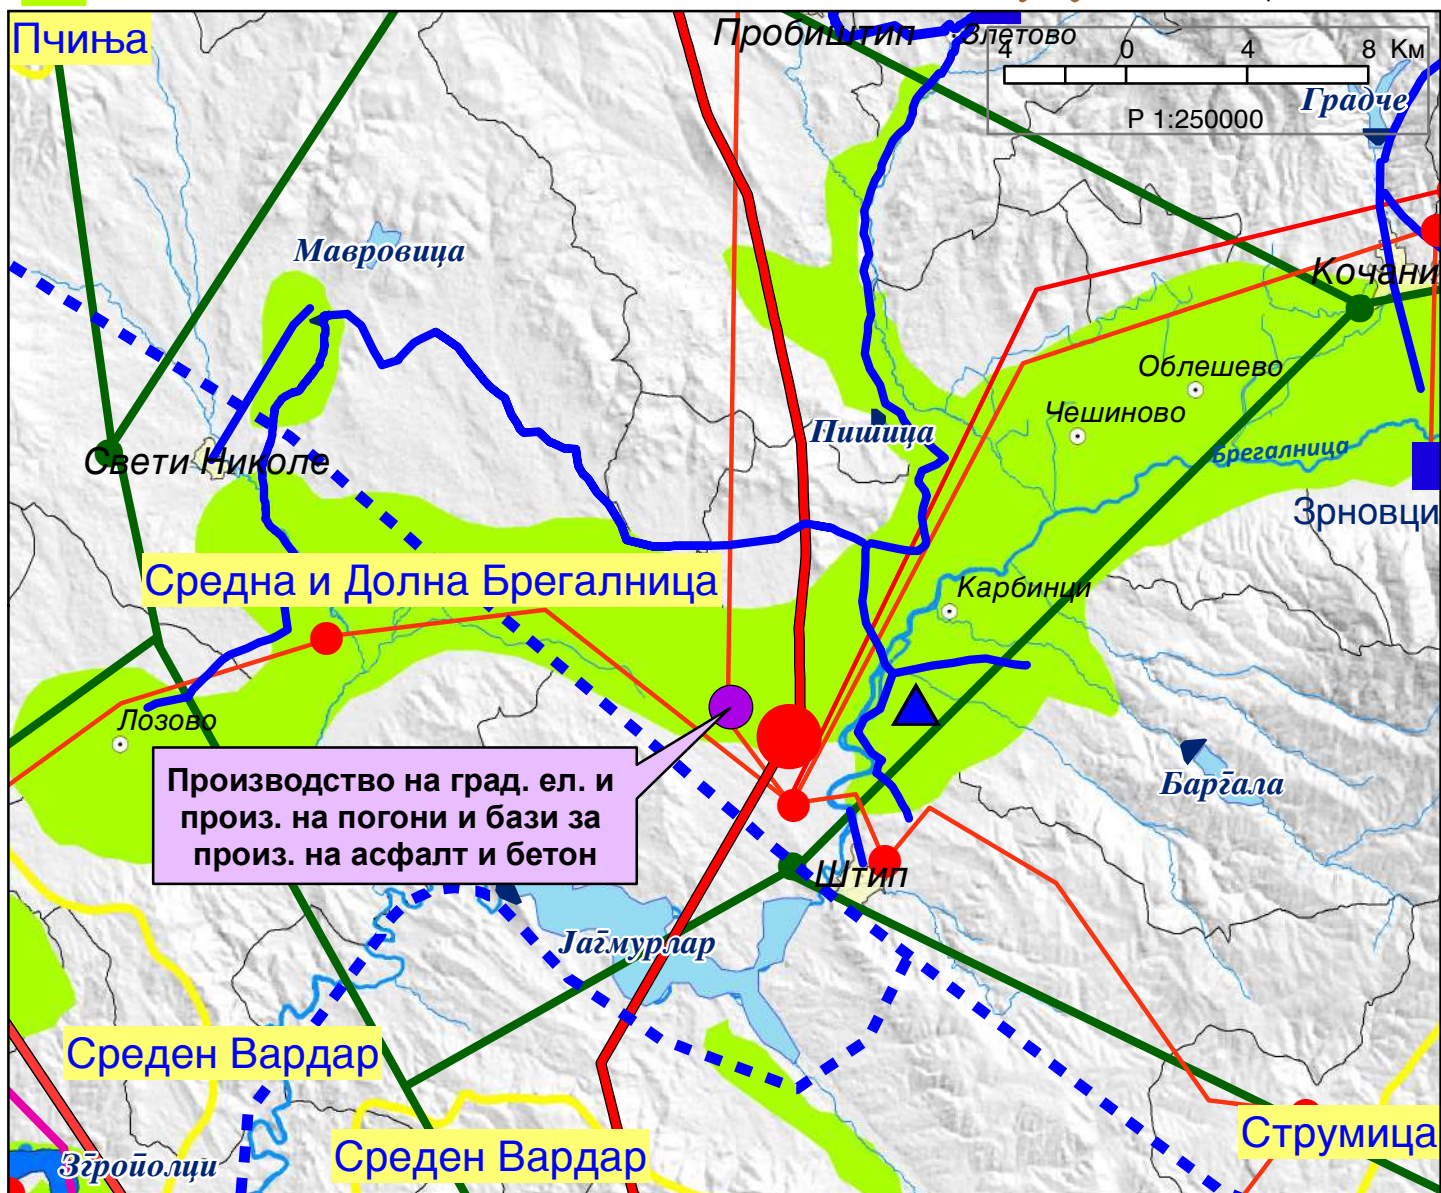 Пчиња
Пробиштип
Злетово
4 0 4 8 Км
Р 1:250000
Градче
Мавровица
Кочани
Облешево
Чешиново
Пишица
Брегалница
Свети Николе
Зрновци
Средна и Долна Брегалница
Карбинци
Лозово
Производство на град. ел. и
произ. на погони и бази за
произ. на асфалт и бетон
Баргала
Штип
Јагмурлар
Среден Вардар
Среден Вардар
Струмица
Згрополци